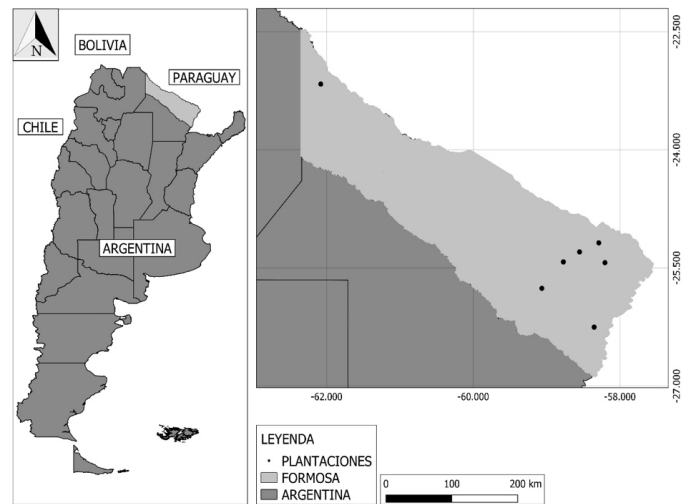 N
BOLIVIA
PARAGUAY
CHILE
ARGENTINA
-22.500
-24.000
-25.500
-27.000
-62.000 -60.000 -58.000
LEYENDA
PLANTACIONES
FORMOSA
ARGENTINA
0 100 200 km